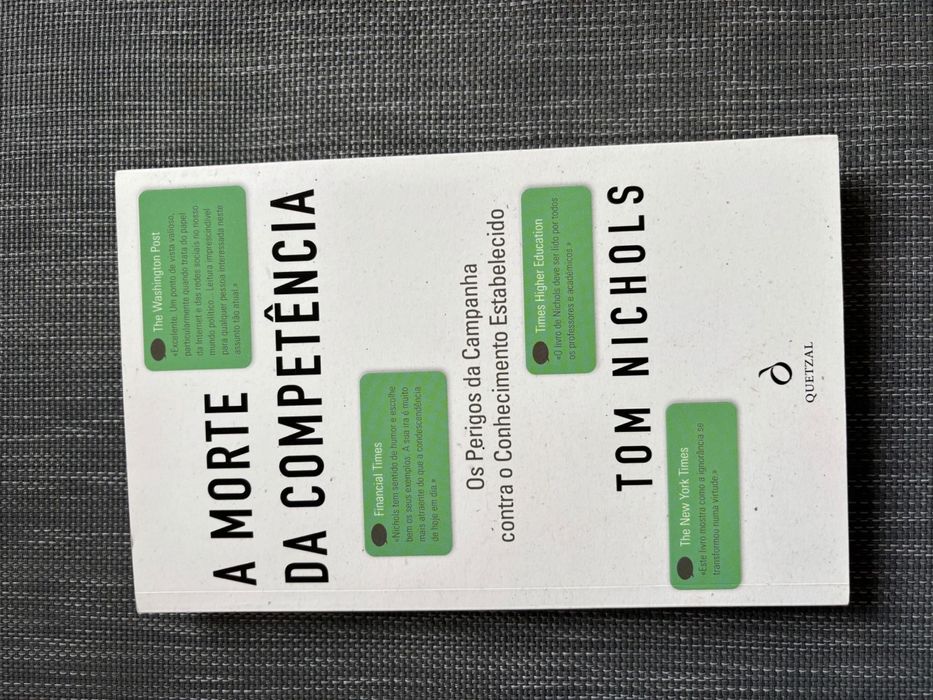 The Washington Post
«Excelente. Um ponto de vista valioso,
particularmente quando trata do papel
da Internet e das redes sociais no nosso
mundo político... Leitura imprescindível
para qualquer pessoa interessada neste
assunto tão atual.»
A MORTE
DA COMPETÊNCIA
Financial Times
«Nichols tem sentido de humor e escolhe
bem os seus exemplos. A sua ira é muito
mais atraente do que a condescendência
de hoje em dia.»
Os Perigos da Campanha
contra o Conhecimento Estabelecido
Times Higher Education
«O livro de Nichols deve ser lido por todos
os professores e académicos.»
TOM NICHOLS
The New York Times
«Este livro mostra como a ignorância se
transformou numa virtude.»
QUETZAL